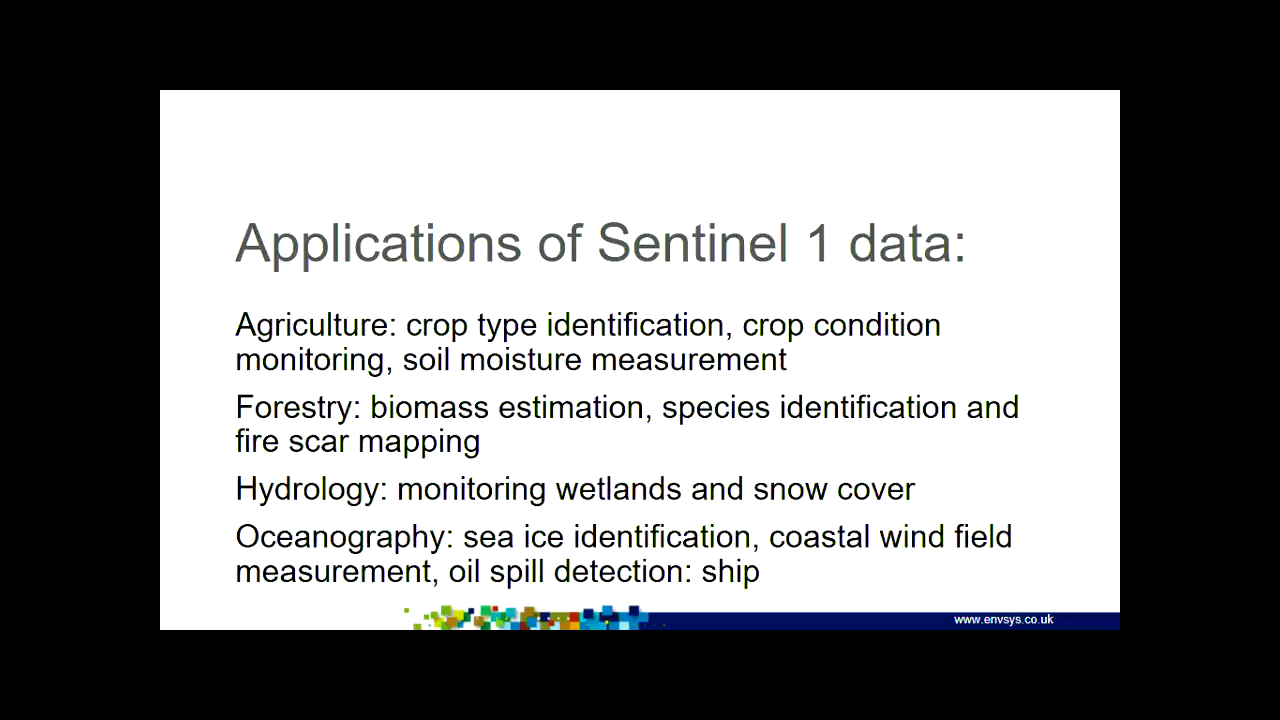 Applications of Sentinel 1 data:
Agriculture: crop type identification, crop condition
monitoring, soil moisture measurement
Forestry: biomass estimation, species identification and
fire scar mapping
Hydrology: monitoring wetlands and snow cover
Oceanography: sea ice identification, coastal wind field
measurement, oil spill detection: ship
www.envsys.co.uk